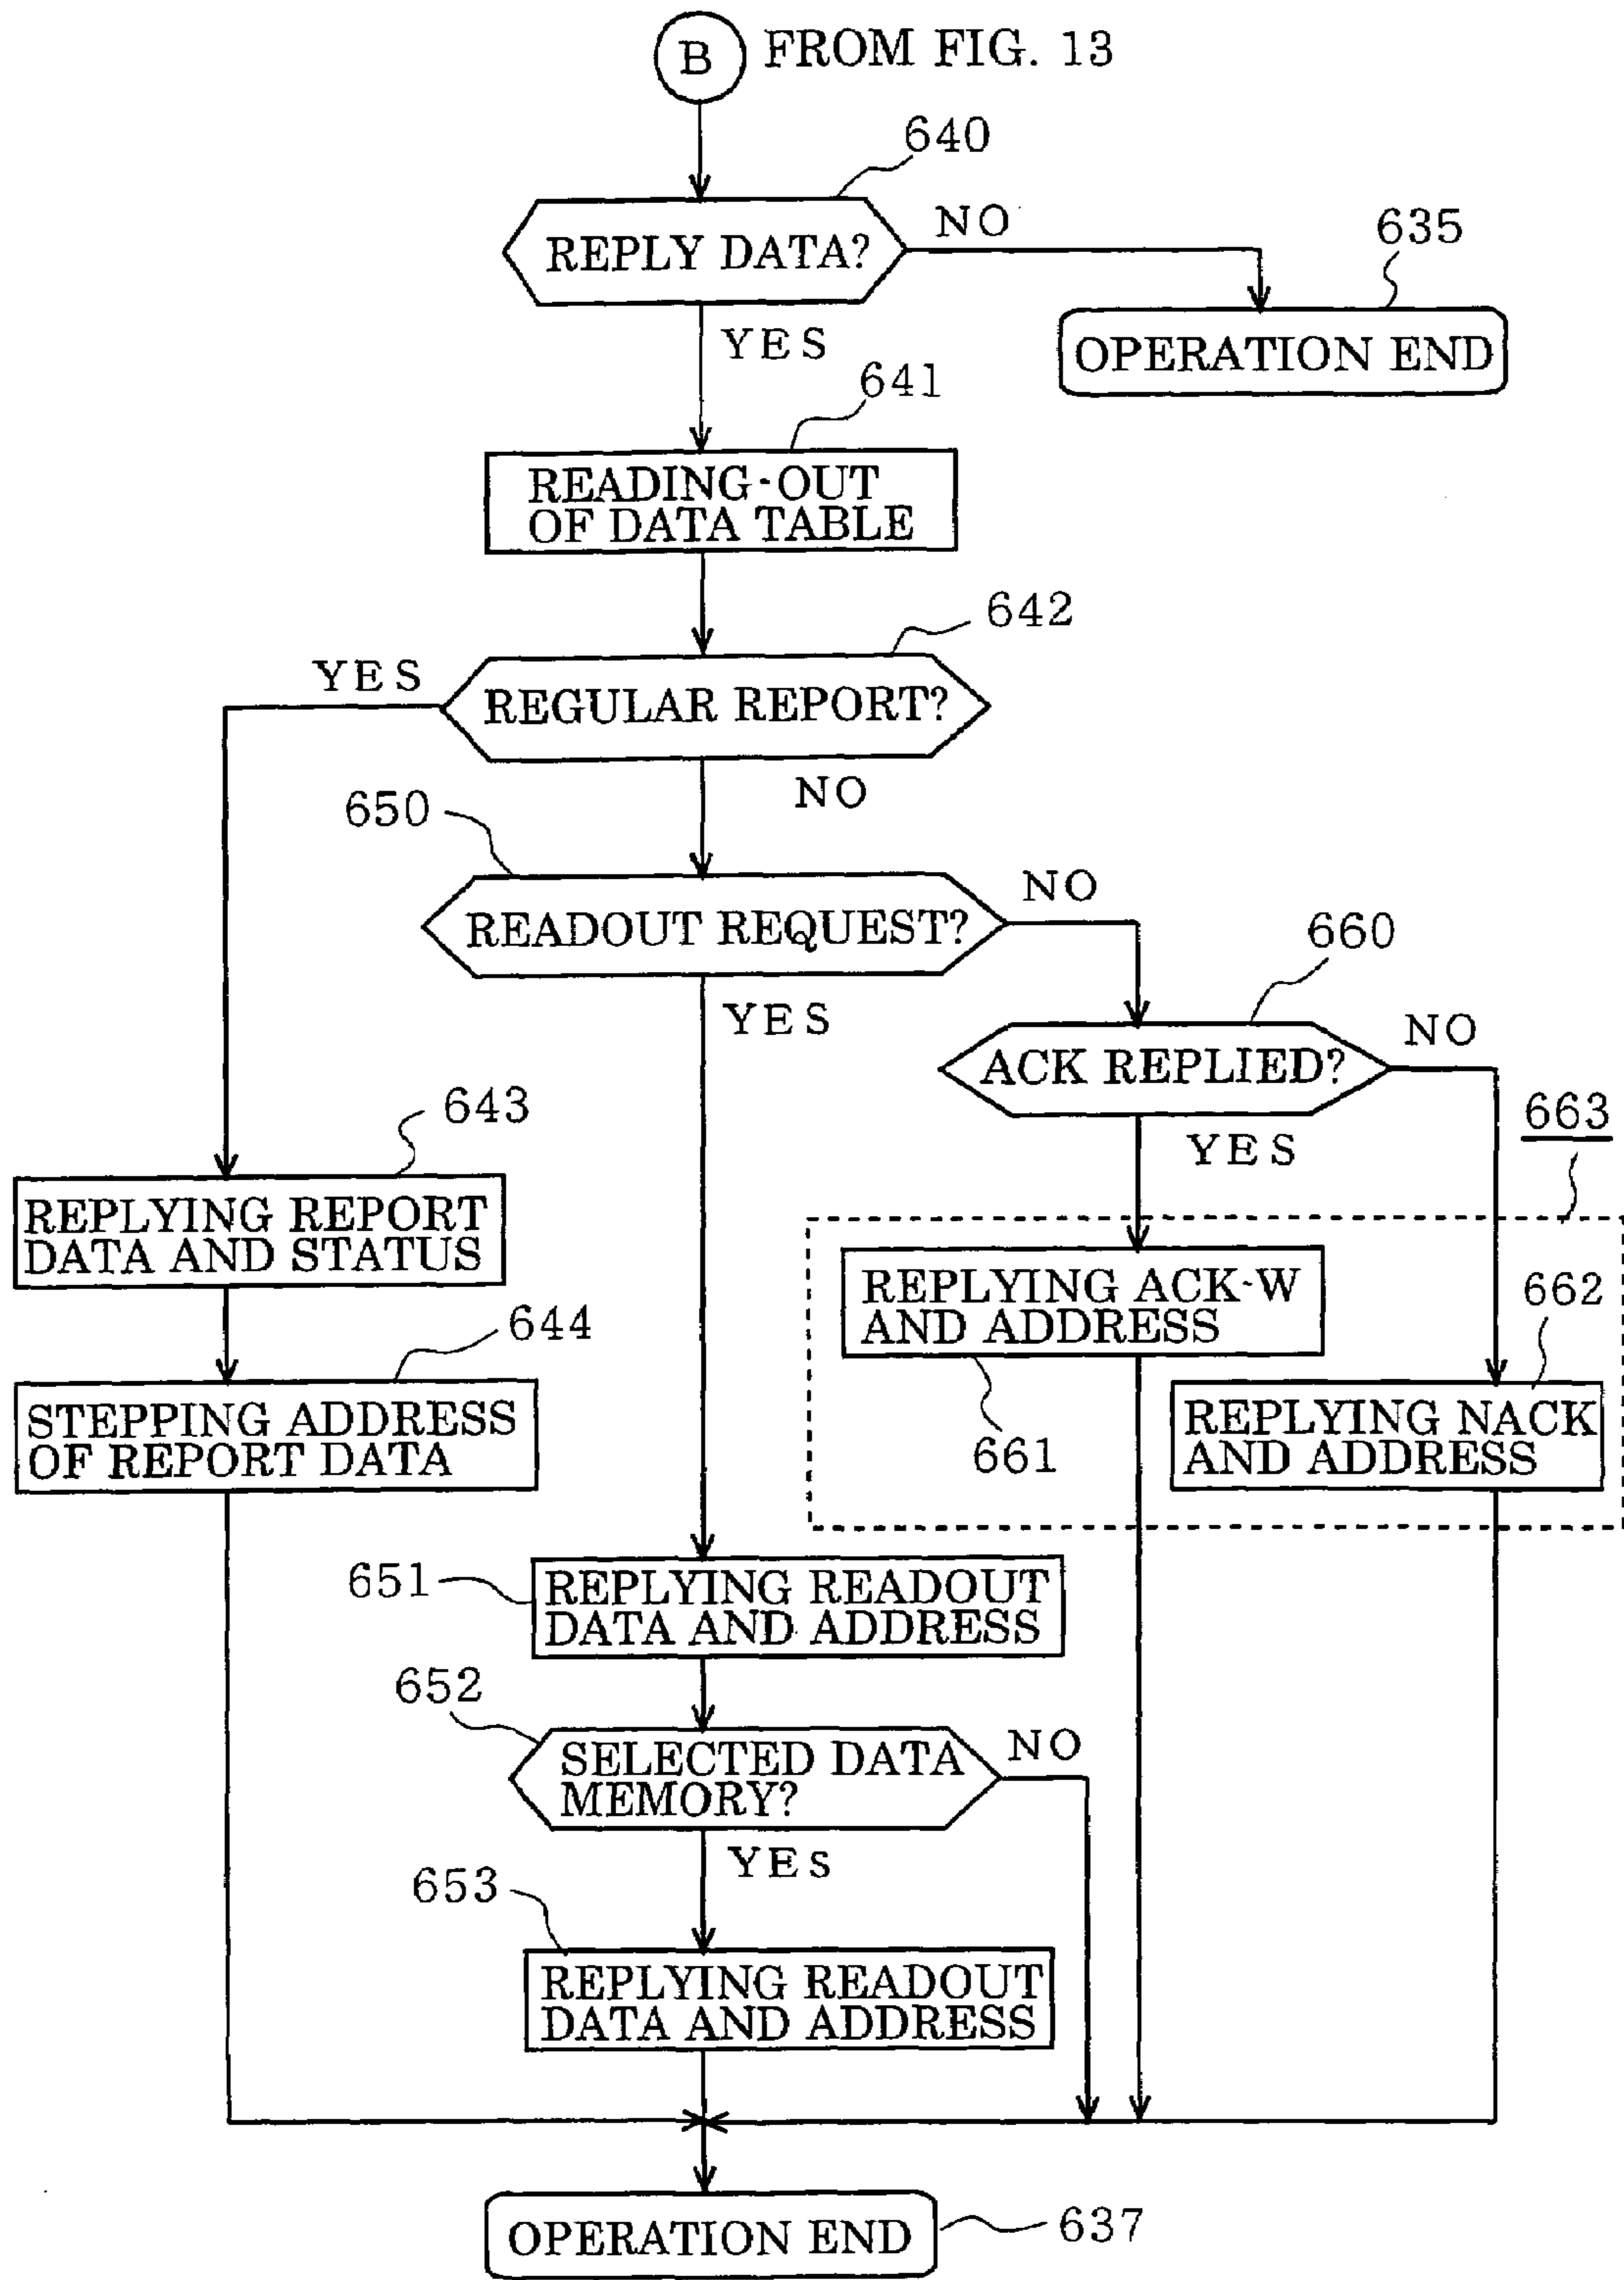 B FROM FIG. 13
640
REPLY DATA?
NO
635
OPERATION END
YES
641
READING-OUT
OF DATA TABLE
642
YES
REGULAR REPORT?
NO
650
READOUT REQUEST?
NO
660
YES
ACK REPLIED?
NO
663
643
YES
REPLYING REPORT
DATA AND STATUS
REPLYING ACK-W
AND ADDRESS
662
644
661
STEPPING ADDRESS
OF REPORT DATA
REPLYING NACK
AND ADDRESS
651
REPLYING READOUT
DATA AND ADDRESS
652
SELECTED DATA
MEMORY?
NO
YES
653
REPLYING READOUT
DATA AND ADDRESS
OPERATION END
637